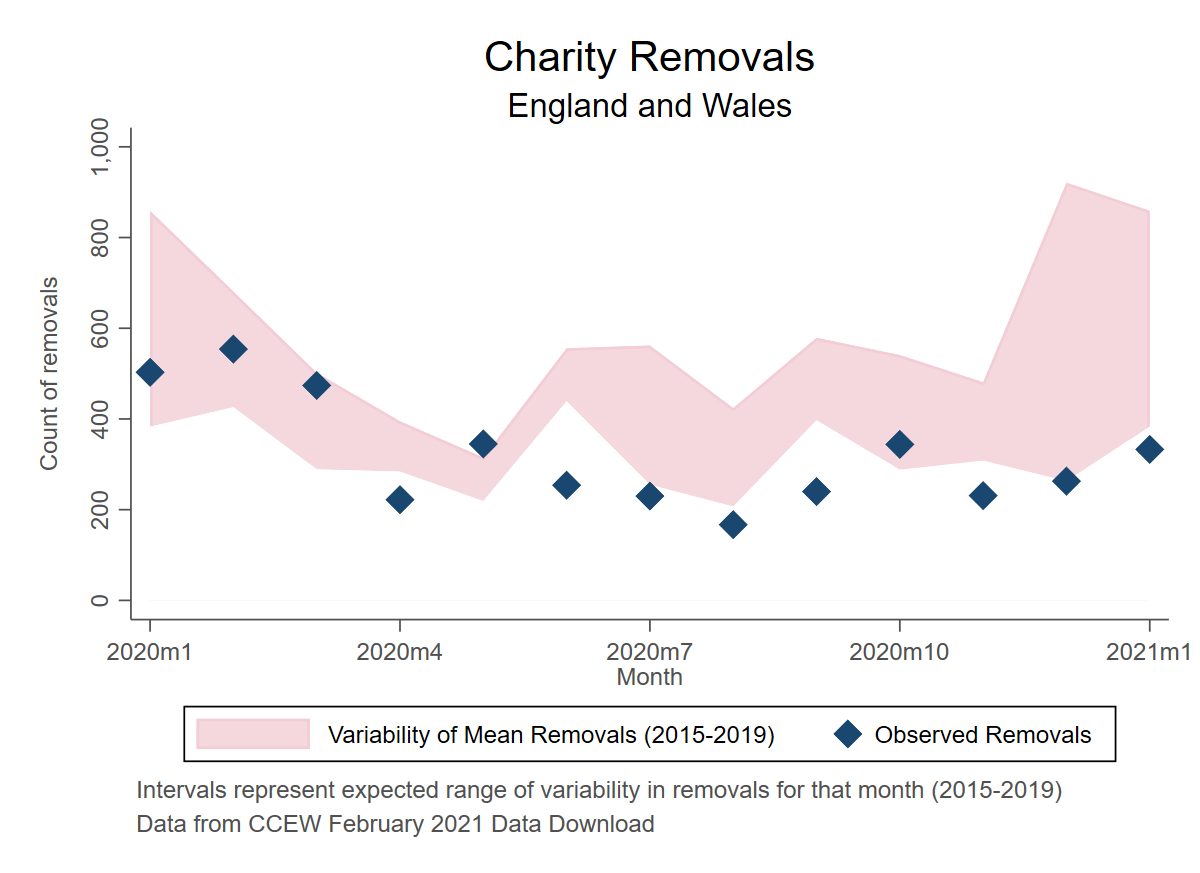 Charity Removals
England and Wales
1,000
800
600
400
200
0
Count of removals
2020m1 2020m4 2020m7 2020m10 2021m1
Month
Variability of Mean Removals (2015-2019) Observed Removals
Intervals represent expected range of variability in removals for that month (2015-2019)
Data from CCEW February 2021 Data Download